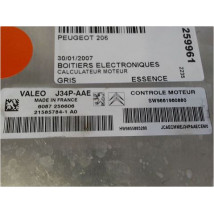 PEUGEOT 206
259961
30/01/2007
BOITIERS ELECTRONIQUES
CALCULATEUR MOTEUR
GRIS ESSENCE
VALEO J34P-AAE
MADE IN FRANCE
CONTROLE MOTEUR
SW9661960880
21585784-1 A0